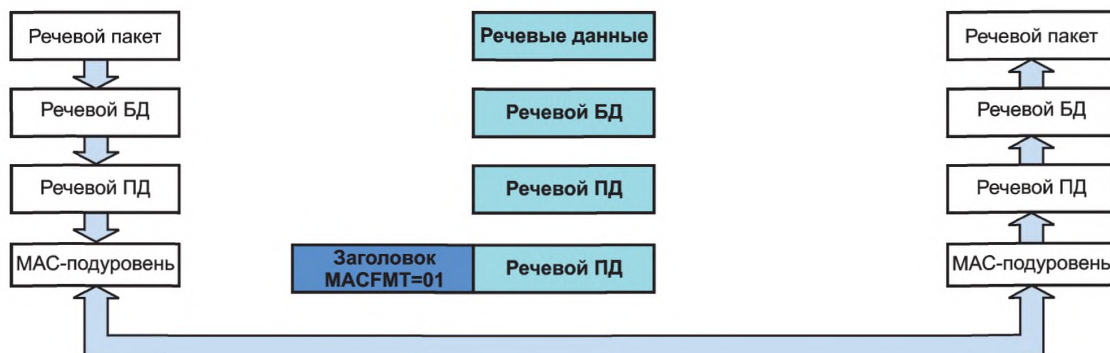 Речевой пакет
Речевые данные
Речевой пакет
Речевой БД
Речевой БД
Речевой БД
Речевой ПД
Речевой ПД
Речевой ПД
МАС-подуровень
Заголовок
MACFMT=01
Речевой ПД
МАС-подуровень